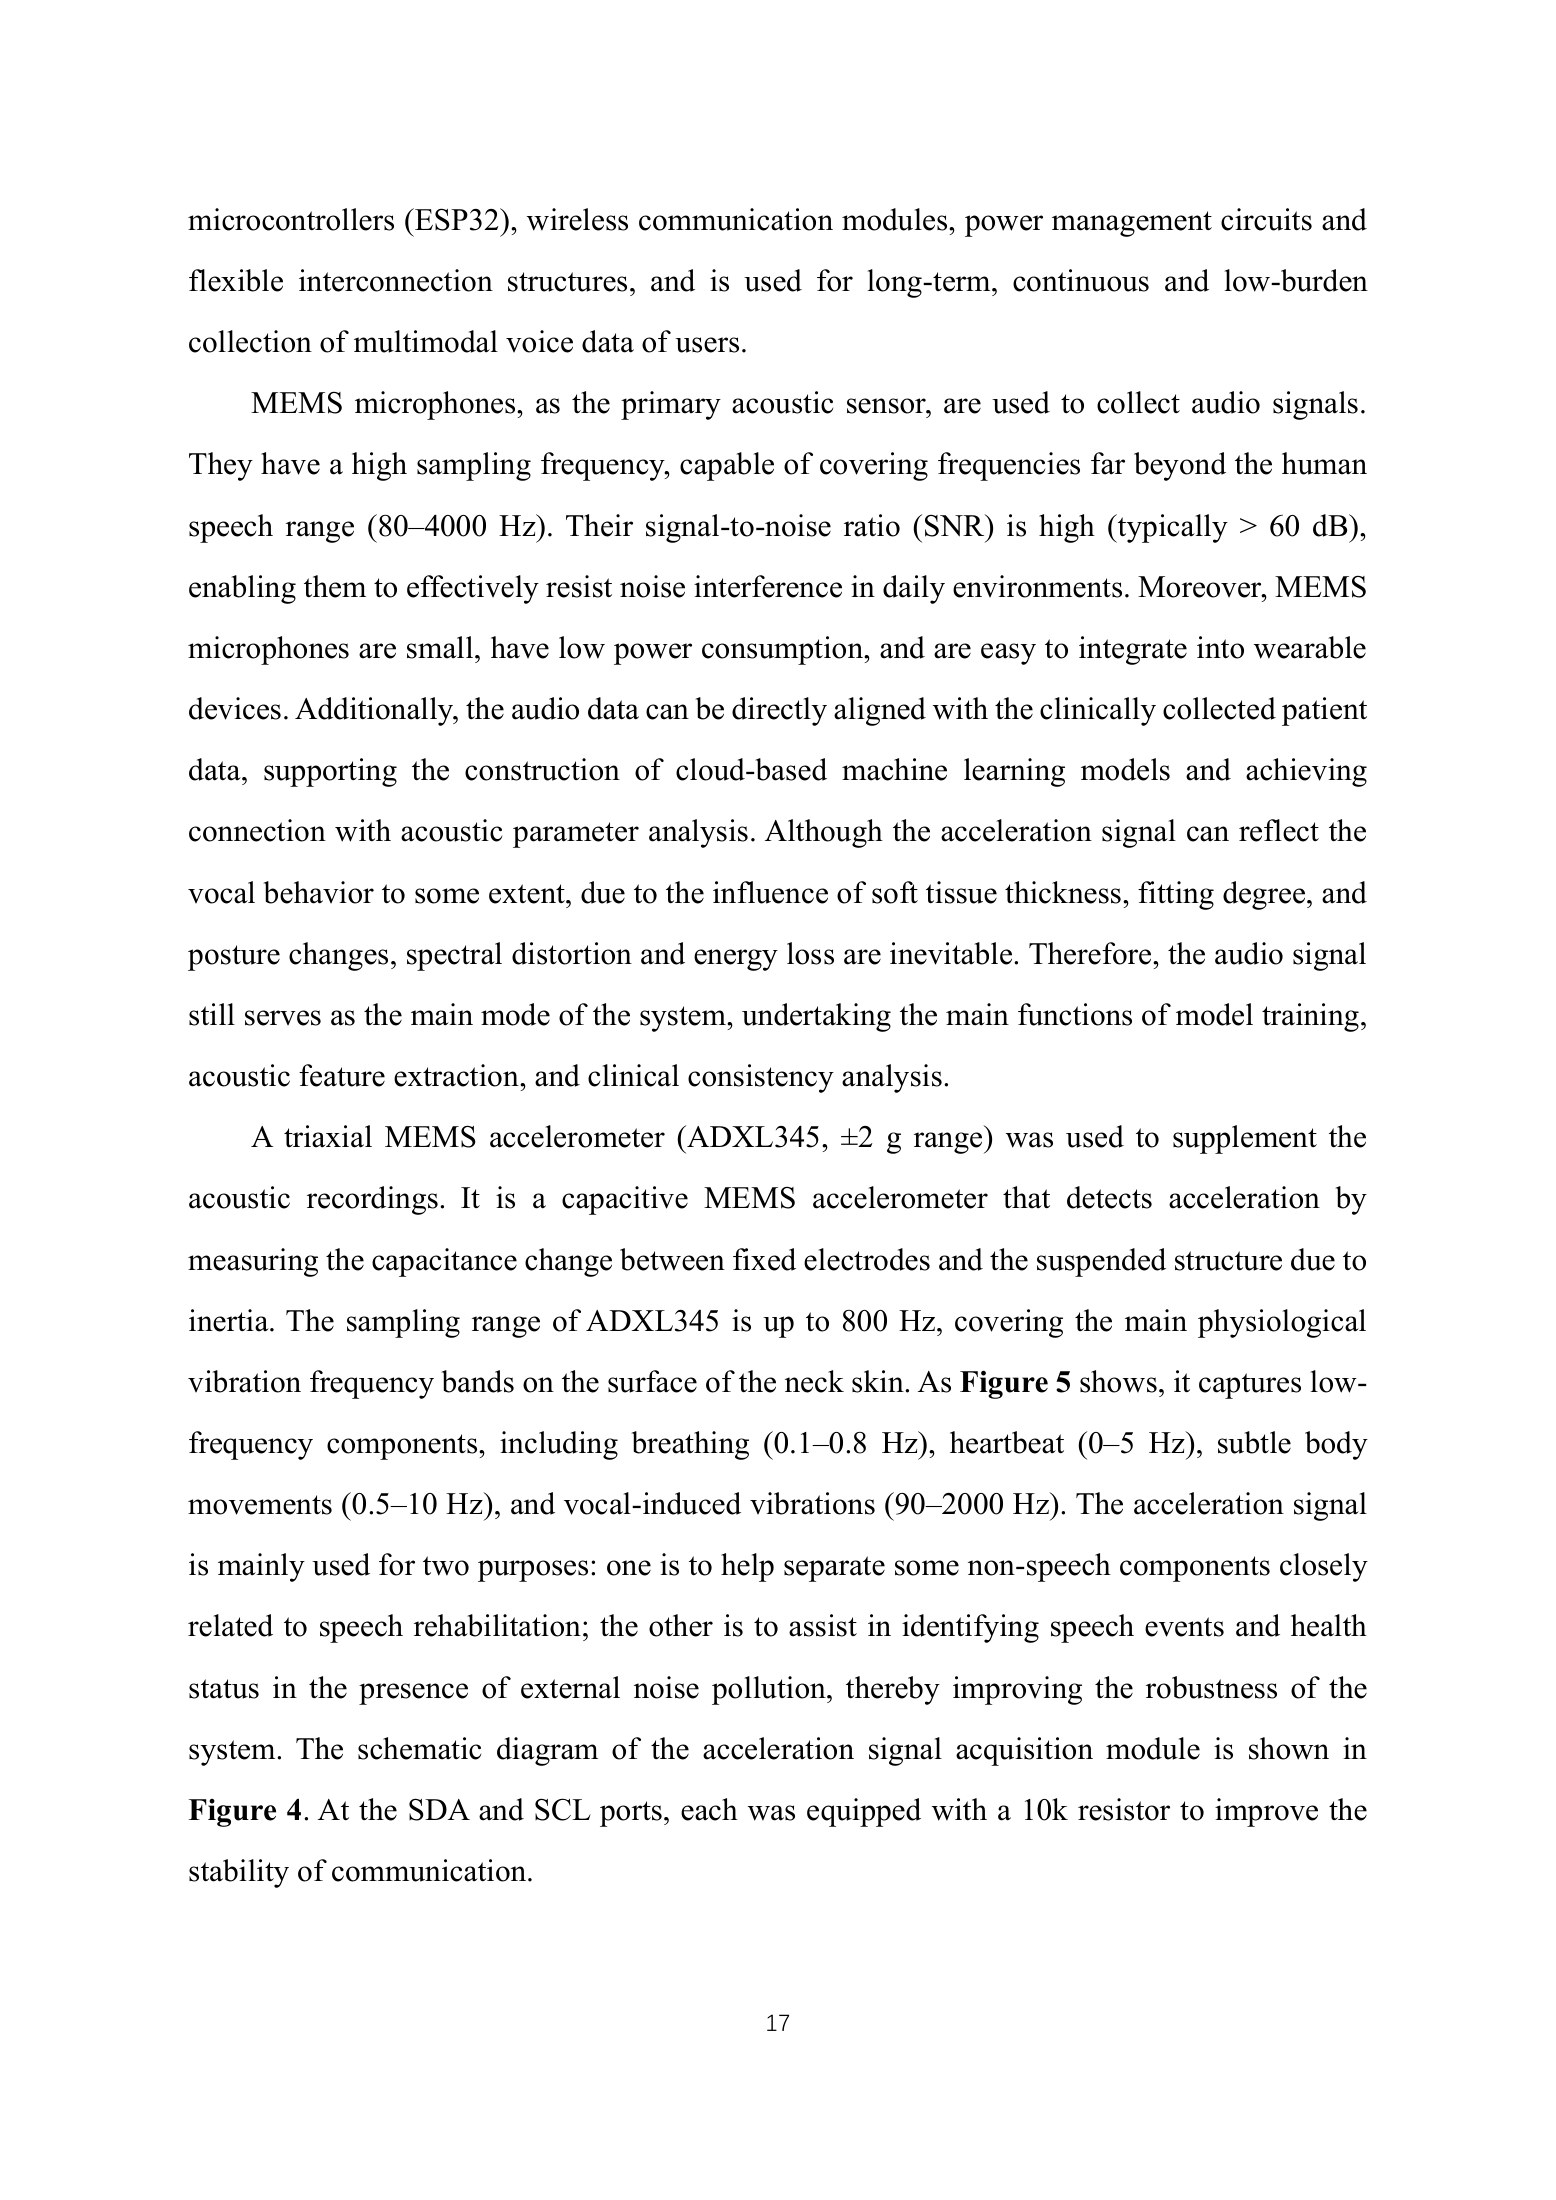 microcontrollers (ESP32), wireless communication modules, power management circuits and
flexible interconnection structures, and is used for long-term, continuous and low-burden
collection of multimodal voice data of users.
MEMS microphones, as the primary acoustic sensor, are used to collect audio signals.
They have a high sampling frequency, capable of covering frequencies far beyond the human
speech range (80–4000 Hz). Their signal-to-noise ratio (SNR) is high (typically > 60 dB),
enabling them to effectively resist noise interference in daily environments. Moreover, MEMS
microphones are small, have low power consumption, and are easy to integrate into wearable
devices. Additionally, the audio data can be directly aligned with the clinically collected patient
data, supporting the construction of cloud-based machine learning models and achieving
connection with acoustic parameter analysis. Although the acceleration signal can reflect the
vocal behavior to some extent, due to the influence of soft tissue thickness, fitting degree, and
posture changes, spectral distortion and energy loss are inevitable. Therefore, the audio signal
still serves as the main mode of the system, undertaking the main functions of model training,
acoustic feature extraction, and clinical consistency analysis.
A triaxial MEMS accelerometer (ADXL345, ±2 g range) was used to supplement the
acoustic recordings. It is a capacitive MEMS accelerometer that detects acceleration by
measuring the capacitance change between fixed electrodes and the suspended structure due to
inertia. The sampling range of ADXL345 is up to 800 Hz, covering the main physiological
vibration frequency bands on the surface of the neck skin. As Figure 5 shows, it captures low-
frequency components, including breathing (0.1–0.8 Hz), heartbeat (0–5 Hz), subtle body
movements (0.5–10 Hz), and vocal-induced vibrations (90–2000 Hz). The acceleration signal
is mainly used for two purposes: one is to help separate some non-speech components closely
related to speech rehabilitation; the other is to assist in identifying speech events and health
status in the presence of external noise pollution, thereby improving the robustness of the
system. The schematic diagram of the acceleration signal acquisition module is shown in
Figure 4. At the SDA and SCL ports, each was equipped with a 10k resistor to improve the
stability of communication.
17